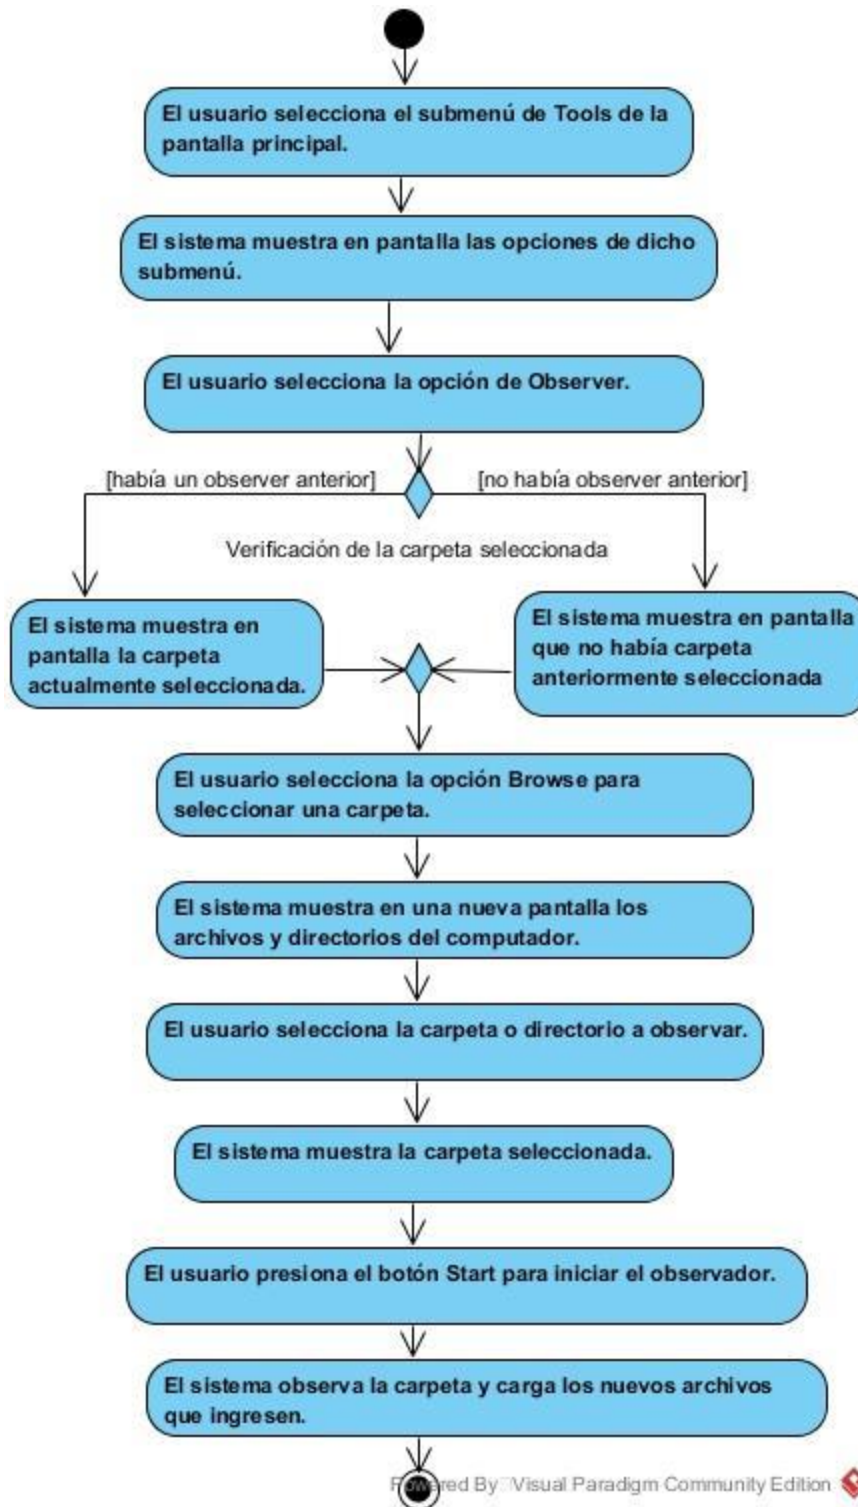 El usuario selecciona el submenú de Tools de la
pantalla principal.
El sistema muestra en pantalla las opciones de dicho
submenú.
El usuario selecciona la opción de Observer.
[había un observer anterior]
[no había observer anterior]
Verificación de la carpeta seleccionada
El sistema muestra en
pantalla la carpeta
actualmente seleccionada.
El sistema muestra en pantalla
que no había carpeta
anteriormente seleccionada
El usuario selecciona la opción Browse para
seleccionar una carpeta.
El sistema muestra en una nueva pantalla los
archivos y directorios del computador.
El usuario selecciona la carpeta o directorio a observar.
El sistema muestra la carpeta seleccionada.
El usuario presiona el botón Start para iniciar el observador.
El sistema observa la carpeta y carga los nuevos archivos
que ingresen.
Powered By Visual Paradigm Community Edition